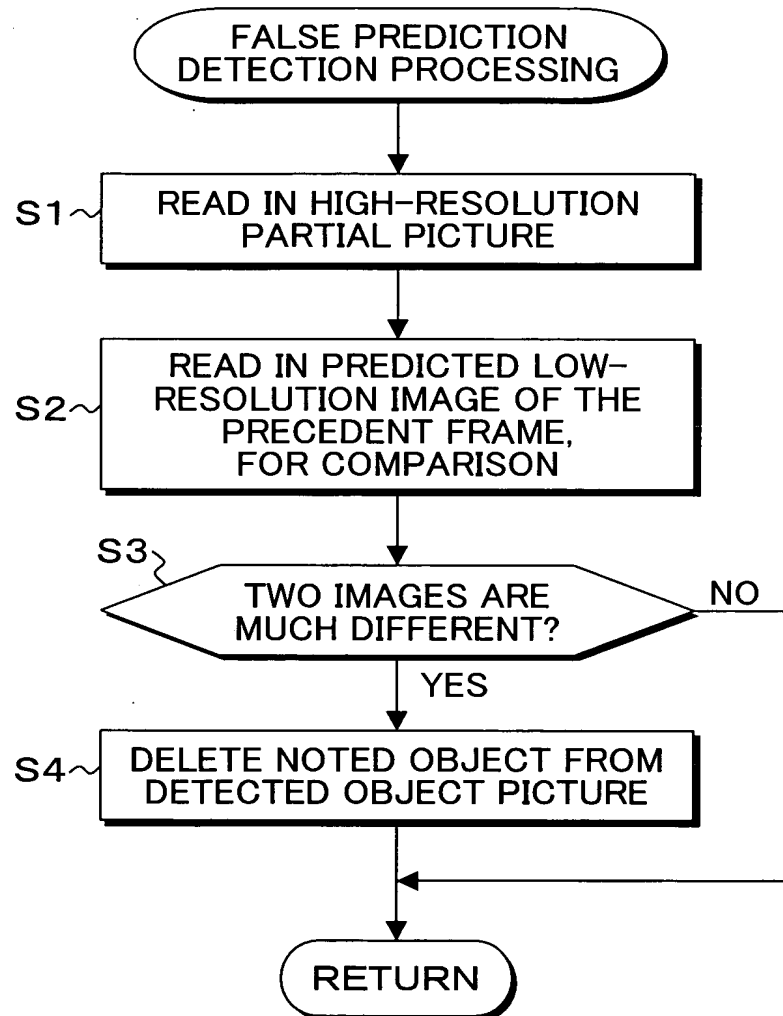 FALSE PREDICTION
DETECTION PROCESSING
S1
READ IN HIGH-RESOLUTION
PARTIAL PICTURE
S2
READ IN PREDICTED LOW-
RESOLUTION IMAGE OF THE
PRECEDENT FRAME,
FOR COMPARISON
S3
TWO IMAGES ARE
MUCH DIFFERENT?
NO
YES
S4
DELETE NOTED OBJECT FROM
DETECTED OBJECT PICTURE
RETURN